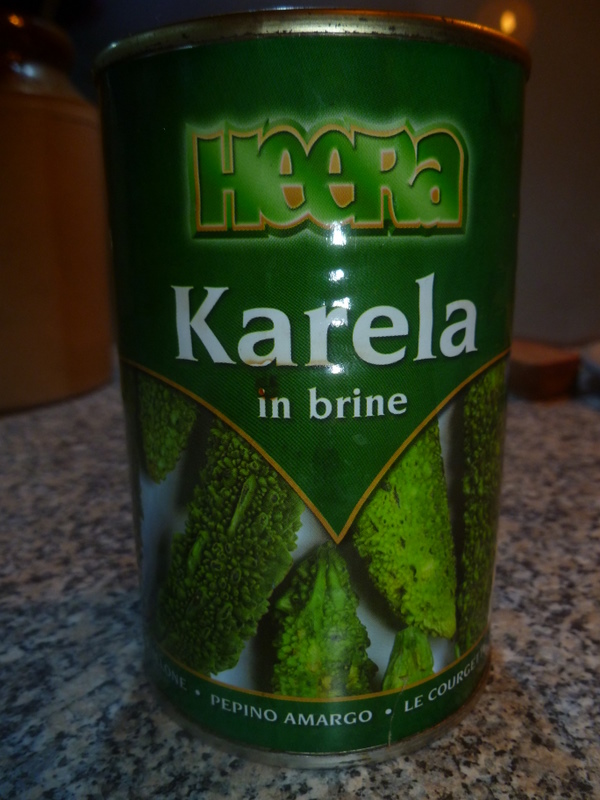 HEERA
Karela
in brine
PEPINO AMARGO • LE COURGE